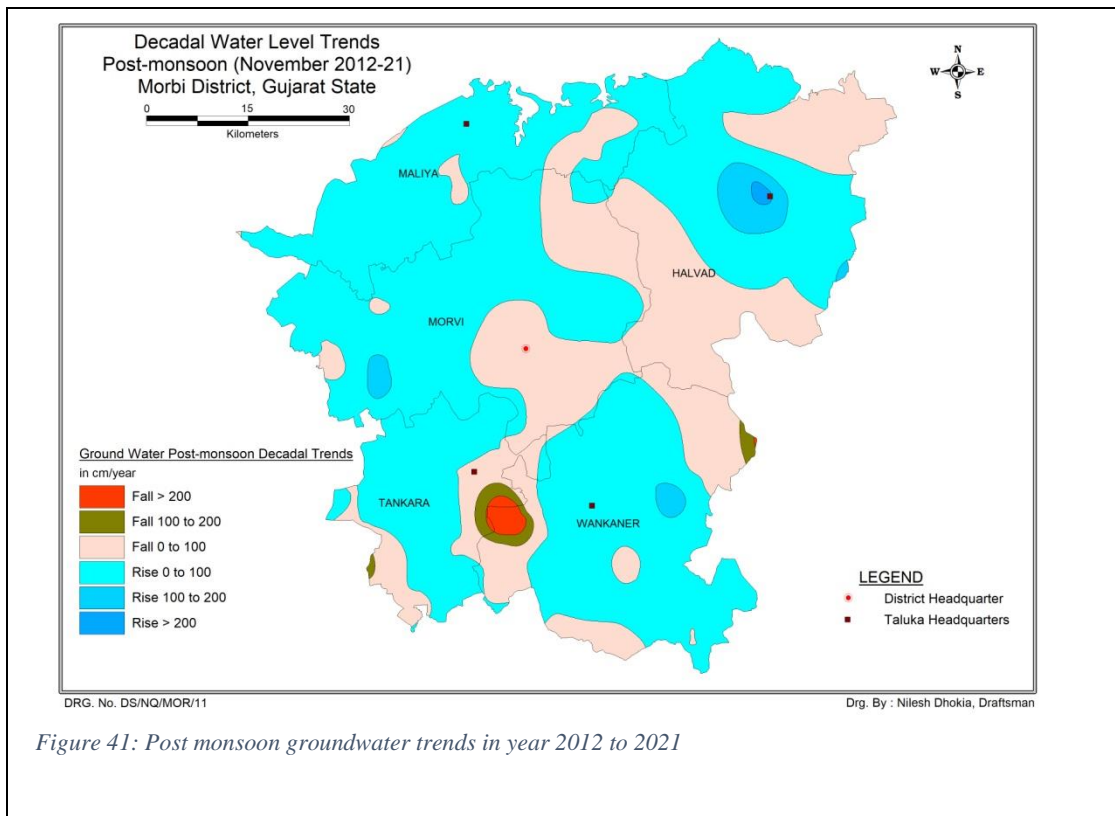 Decadal Water Level Trends
Post-monsoon (November 2012-21)
Morbi District, Gujarat State
0 15 30
Kilometers
N
W E
S
MALIYA
HALVAD
MORVI
TANKARA
WANKANER
Ground Water Post-monsoon Decadal Trends
in cm/year
Fall > 200
Fall 100 to 200
Fall 0 to 100
Rise 0 to 100
Rise 100 to 200
Rise > 200
LEGEND
District Headquarter
Taluka Headquarters
DRG. No. DS/NQ/MOR/11
Drg. By : Nilesh Dhokia, Draftsman
Figure 41: Post monsoon groundwater trends in year 2012 to 2021